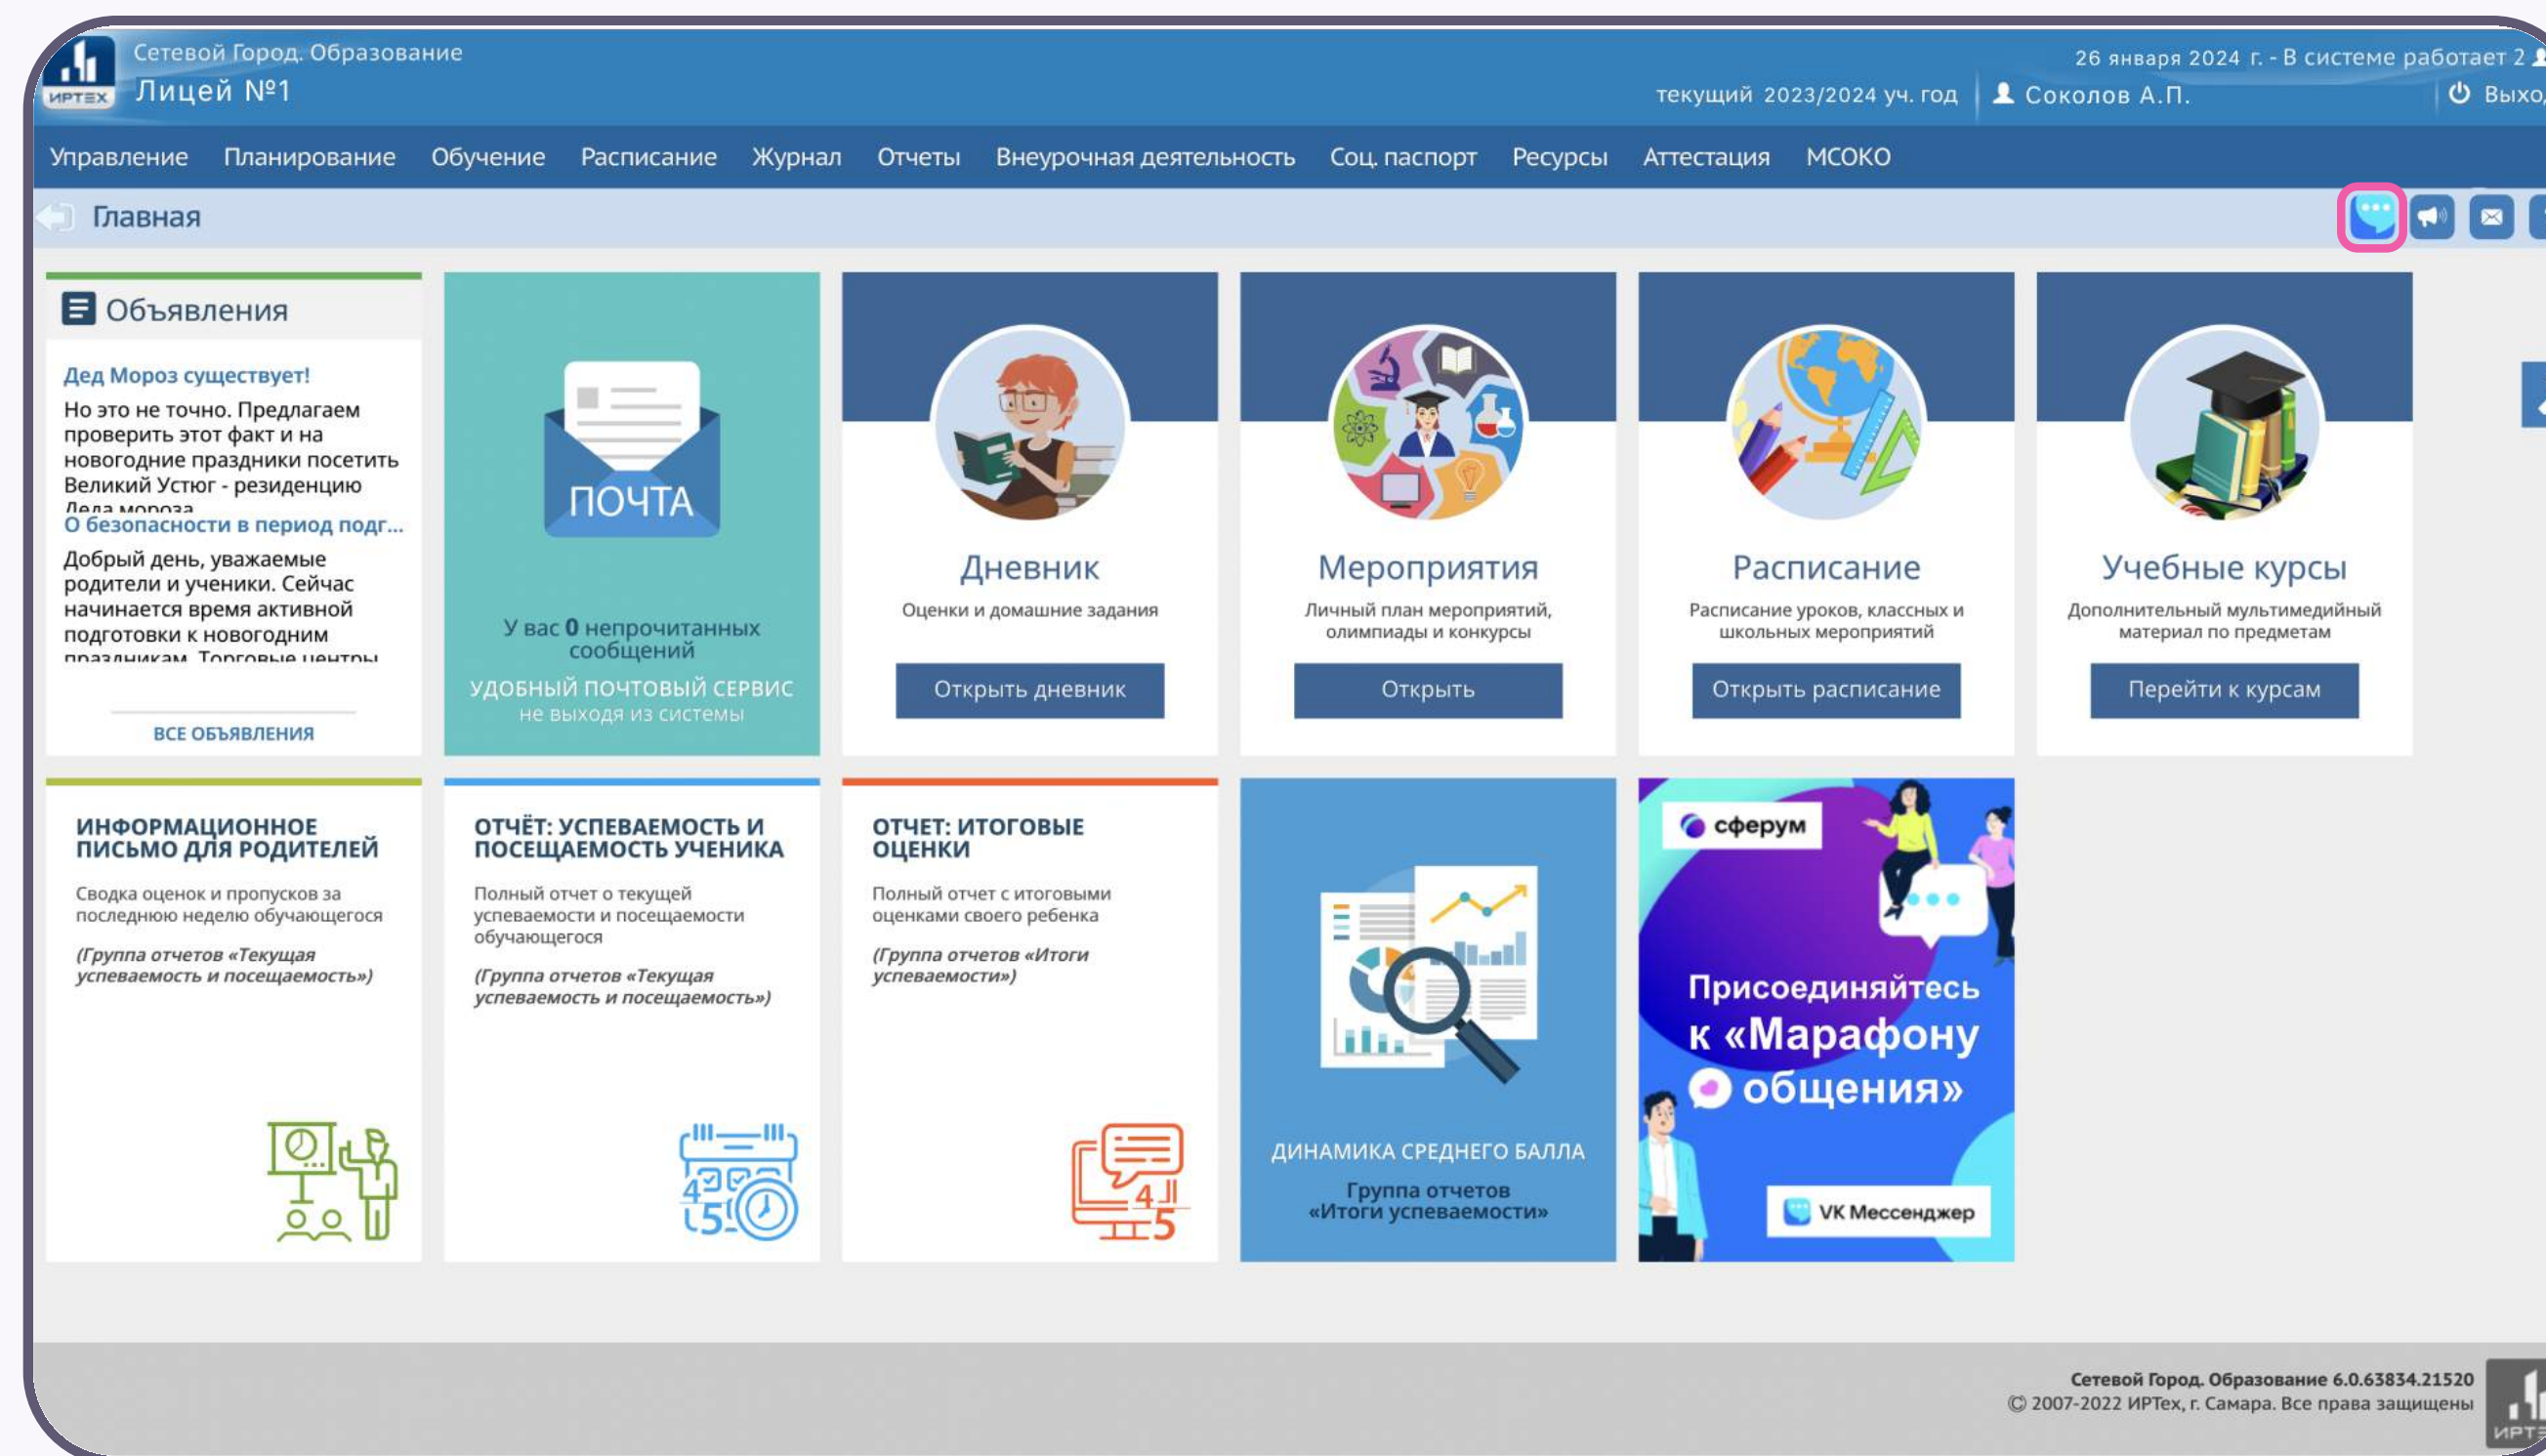 Сетевой Город. Образование
Лицей №1
ИРТЕХ
26 января 2024 г. - В системе работает 2
текущий 2023/2024 уч. год
Соколов А.П.
Управление Планирование Обучение Расписание Журнал Отчеты Внеурочная деятельность Соц. паспорт Ресурсы Аттестация МСОКО
Главная
Объявления
Дед Мороз существует!
Но это не точно. Предлагаем
проверить этот факт и на
новогодние праздники посетить
Великий Устюг - резиденцию
Деда мороза
О безопасности в период подг...
Добрый день, уважаемые
родители и ученики. Сейчас
начинается время активной
подготовки к новогодним
праздникам. Торговые центры
ВСЕ ОБЪЯВЛЕНИЯ
ПОЧТА
У вас 0 непрочитанных
сообщений
УДОБНЫЙ ПОЧТОВЫЙ СЕРВИС
не выходя из системы
Дневник
Оценки и домашние задания
Открыть дневник
Мероприятия
Личный план мероприятий,
олимпиады и конкурсы
Открыть
Расписание
Расписание уроков, классных и
школьных мероприятий
Открыть расписание
Учебные курсы
Дополнительный мультимедийный
материал по предметам
Перейти к курсам
ИНФОРМАЦИОННОЕ
ПИСЬМО ДЛЯ РОДИТЕЛЕЙ
Сводка оценок и пропусков за
последнюю неделю обучающегося
(Группа отчетов «Текущая
успеваемость и посещаемость»)
ОТЧЁТ: УСПЕВАЕМОСТЬ И
ПОСЕЩАЕМОСТЬ УЧЕНИКА
Полный отчет о текущей
успеваемости и посещаемости
обучающегося
(Группа отчетов «Текущая
успеваемость и посещаемость»)
4
5
ОТЧЕТ: ИТОГОВЫЕ
ОЦЕНКИ
Полный отчет с итоговыми
оценками своего ребенка
(Группа отчетов «Итоги
успеваемости»)
4
5
ДИНАМИКА СРЕДНЕГО БАЛЛА
Группа отчетов
«Итоги успеваемости»
сферум
Присоединяйтесь
к «Марафону
общения»
VK Мессенджер
Сетевой Город. Образование 6.0.63834.21520
© 2007-2022 ИРТех, г. Самара. Все права защищены